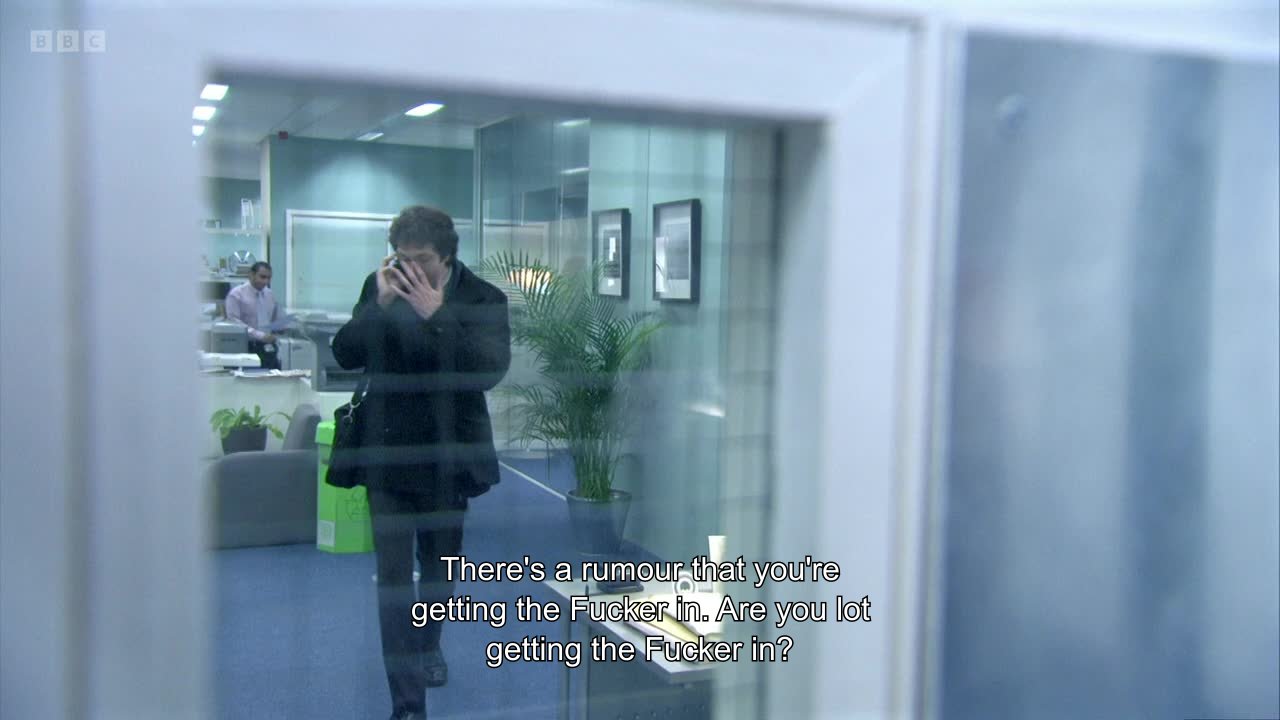 BBC
There's a rumour that you're
getting the Fucker in. Are you lot
getting the Fucker in?